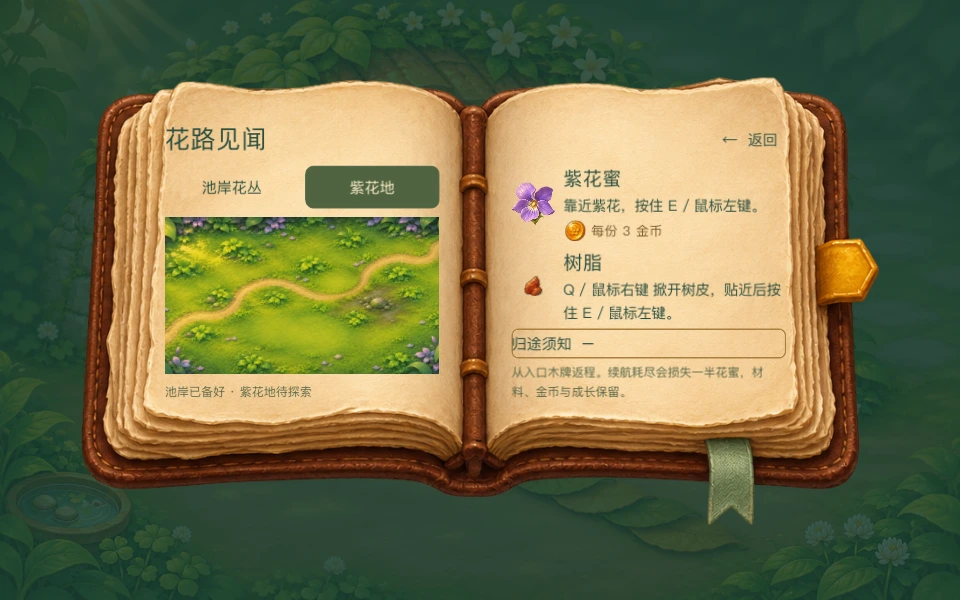 花路见闻
池岸花丛
紫花地
池岸已备好 · 紫花地待探索
← 返回
紫花蜜
靠近紫花，按住 E / 鼠标左键。
每份 3 金币
树脂
Q / 鼠标右键 掀开树皮，贴近后按
住 E / 鼠标左键。
归途须知 －
从入口木牌返程。续航耗尽会损失一半花蜜，材
料、金币与成长保留。